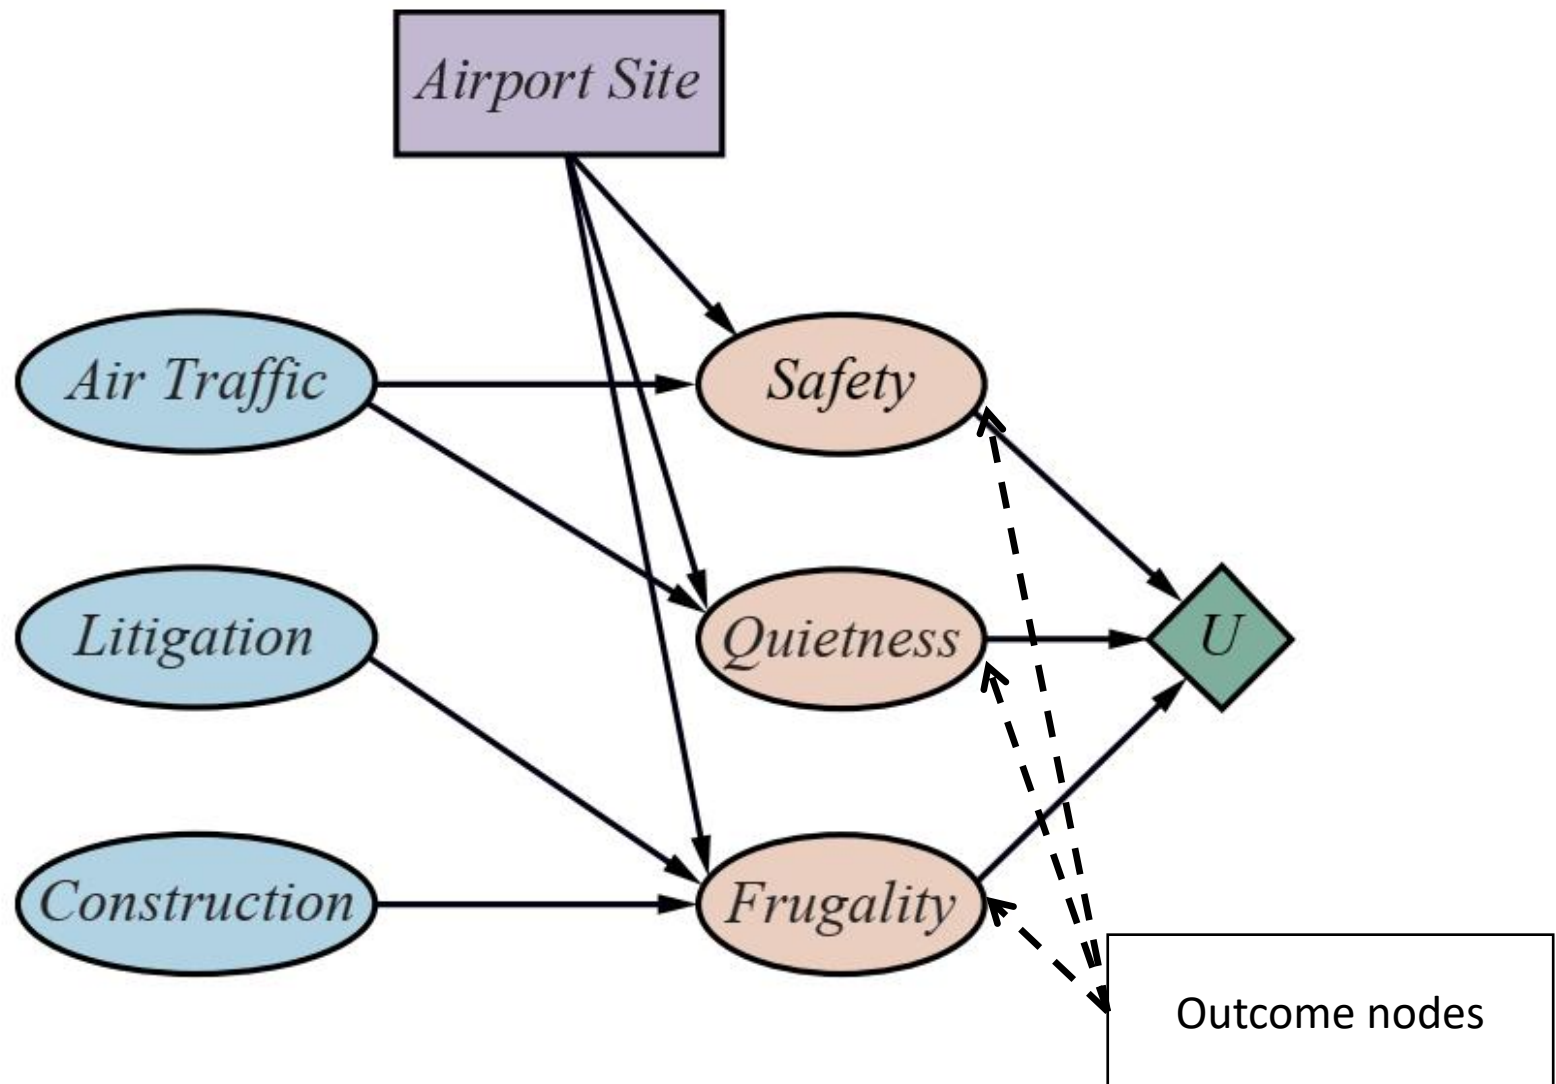 Airport Site
Air Traffic
Safety
Litigation
Quietness
U
Construction
Frugality
Outcome nodes